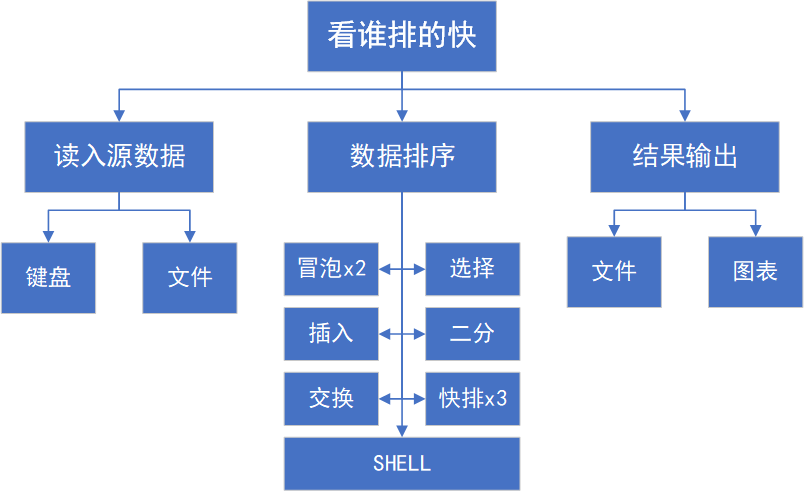 看谁排的快
读入源数据
数据排序
结果输出
键盘
文件
冒泡x2
选择
插入
二分
交换
快排x3
SHELL
文件
图表